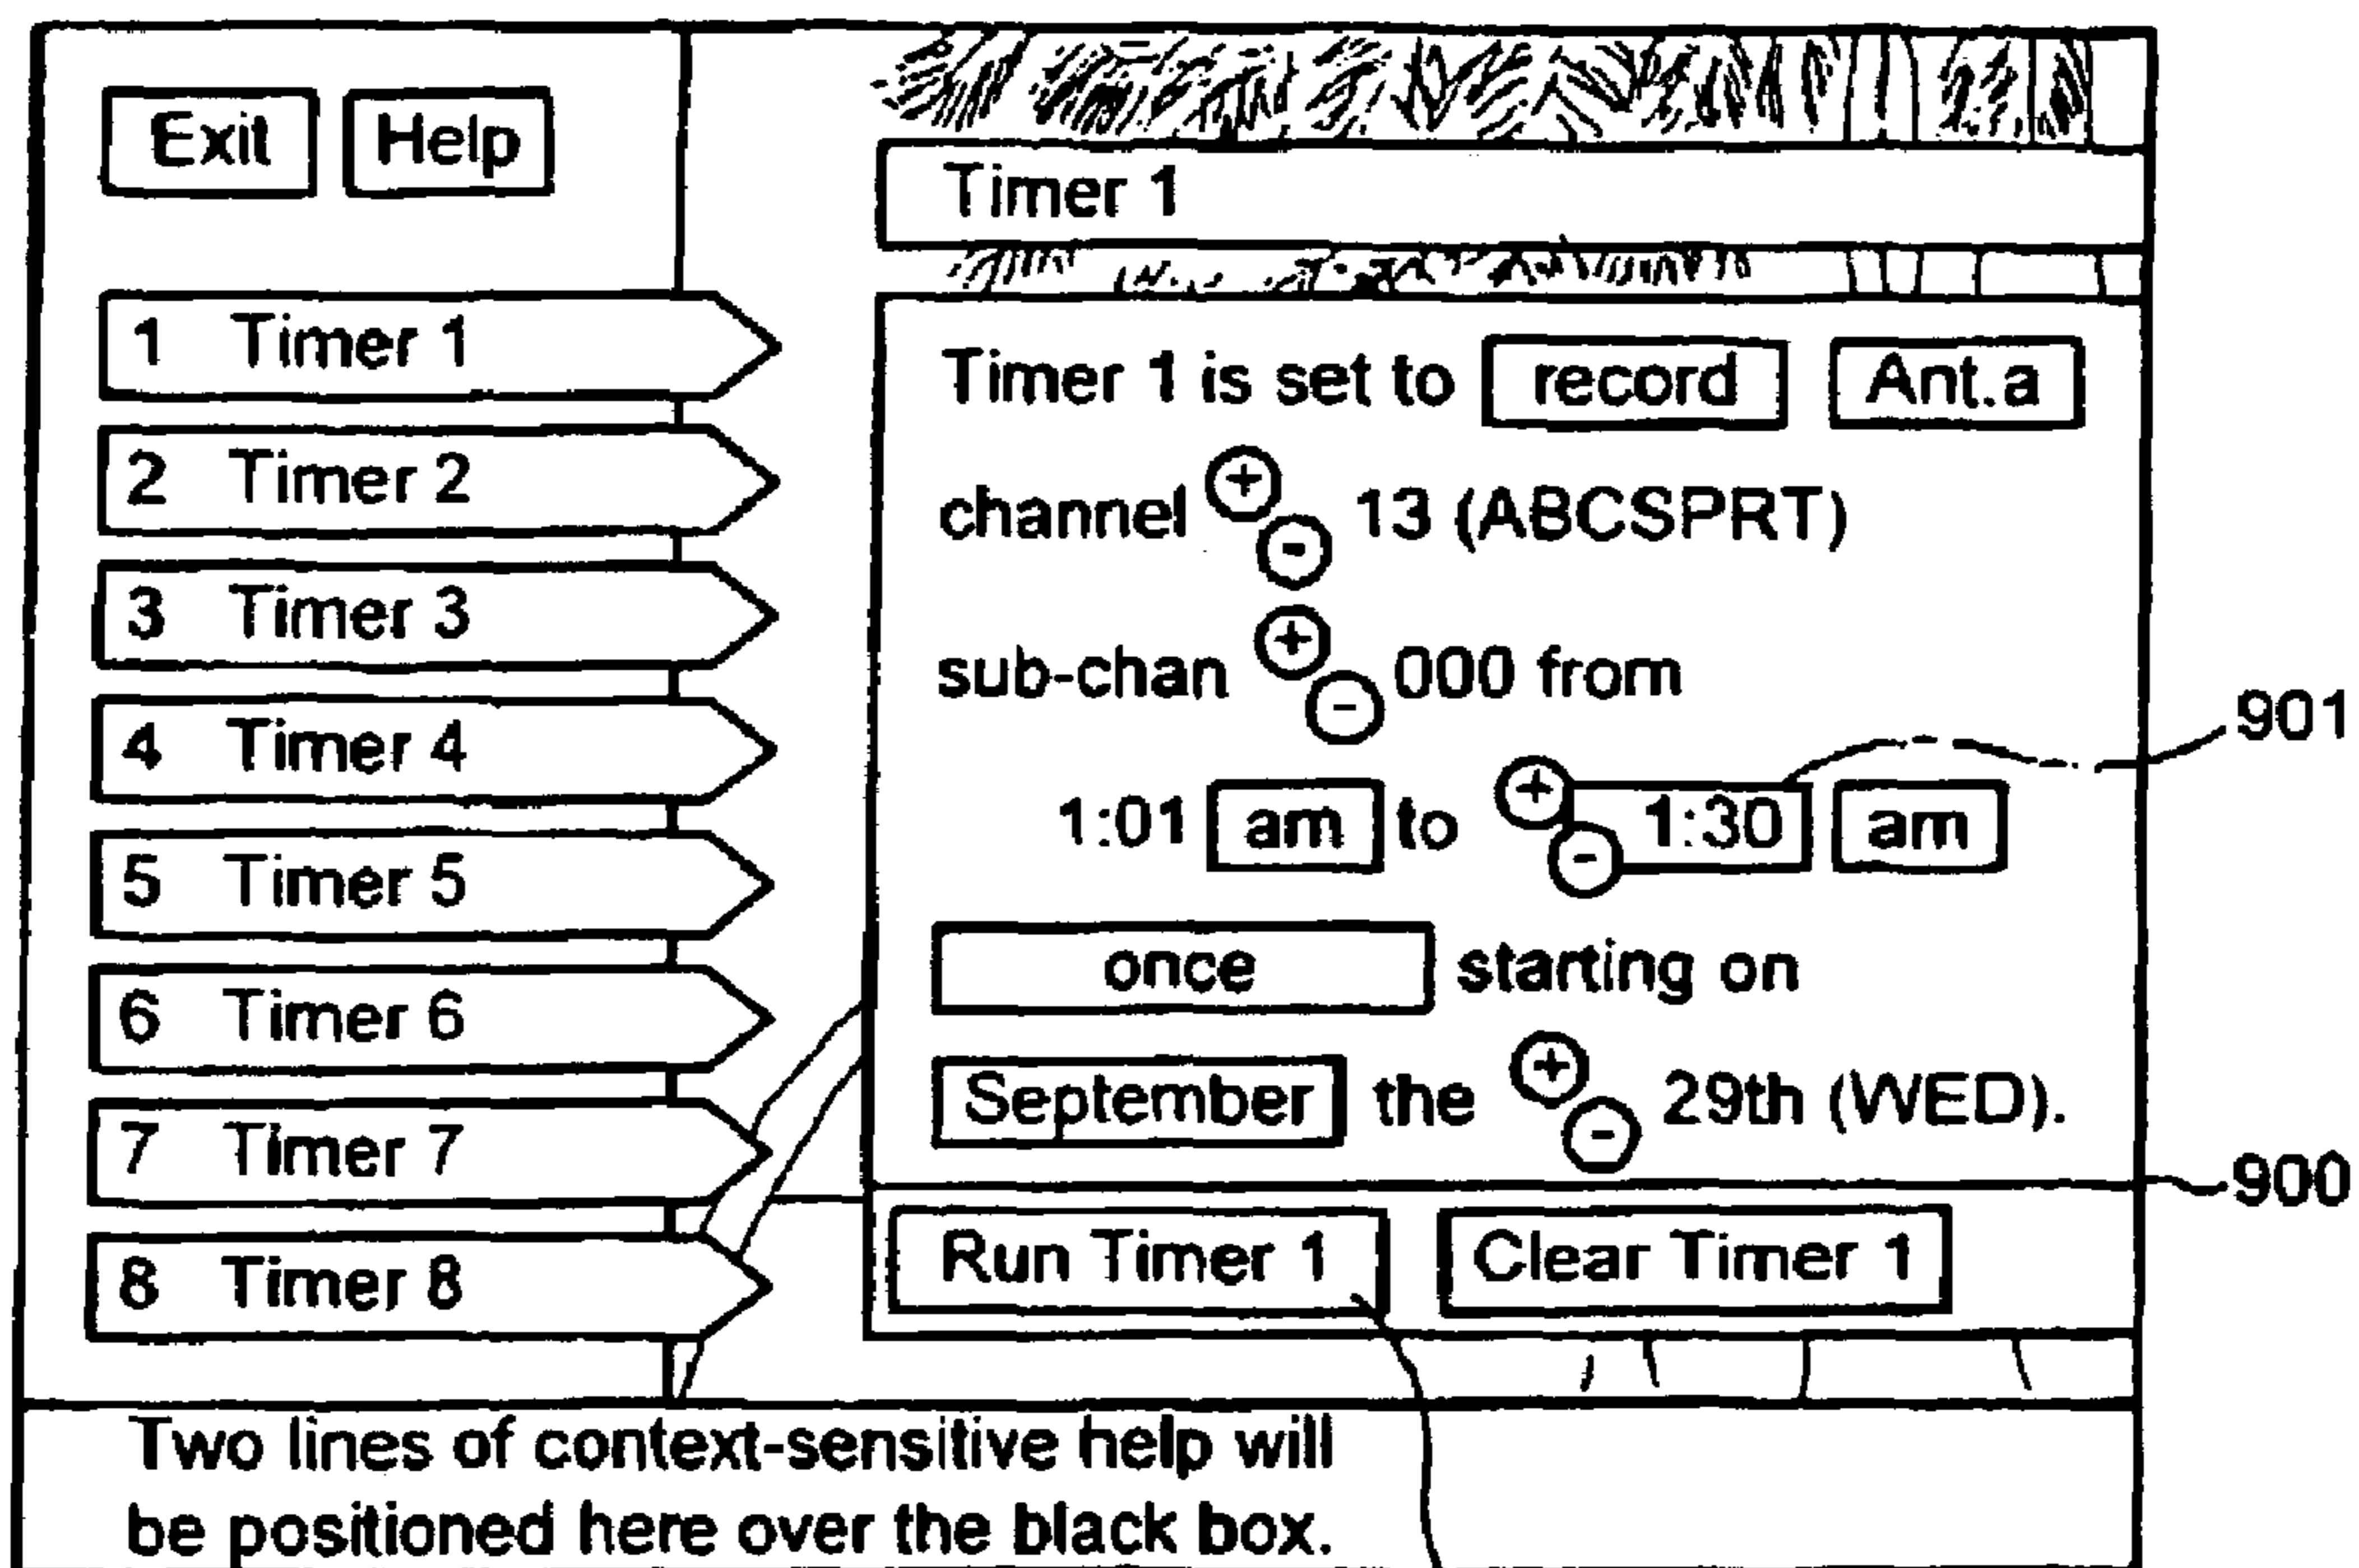 Exit Help
1 Timer 1
2 Timer 2
3 Timer 3
4 Timer 4
5 Timer 5
6 Timer 6
7 Timer 7
8 Timer 8
Timer 1
Timer 1 is set to record Ant.a
channel + - 13 (ABCSPRT)
sub-chan + - 000 from
1:01 am to + - 1:30 am
once starting on
September the + - 29th (WED).
Run Timer 1 Clear Timer 1
901
900
Two lines of context-sensitive help will
be positioned here over the black box.